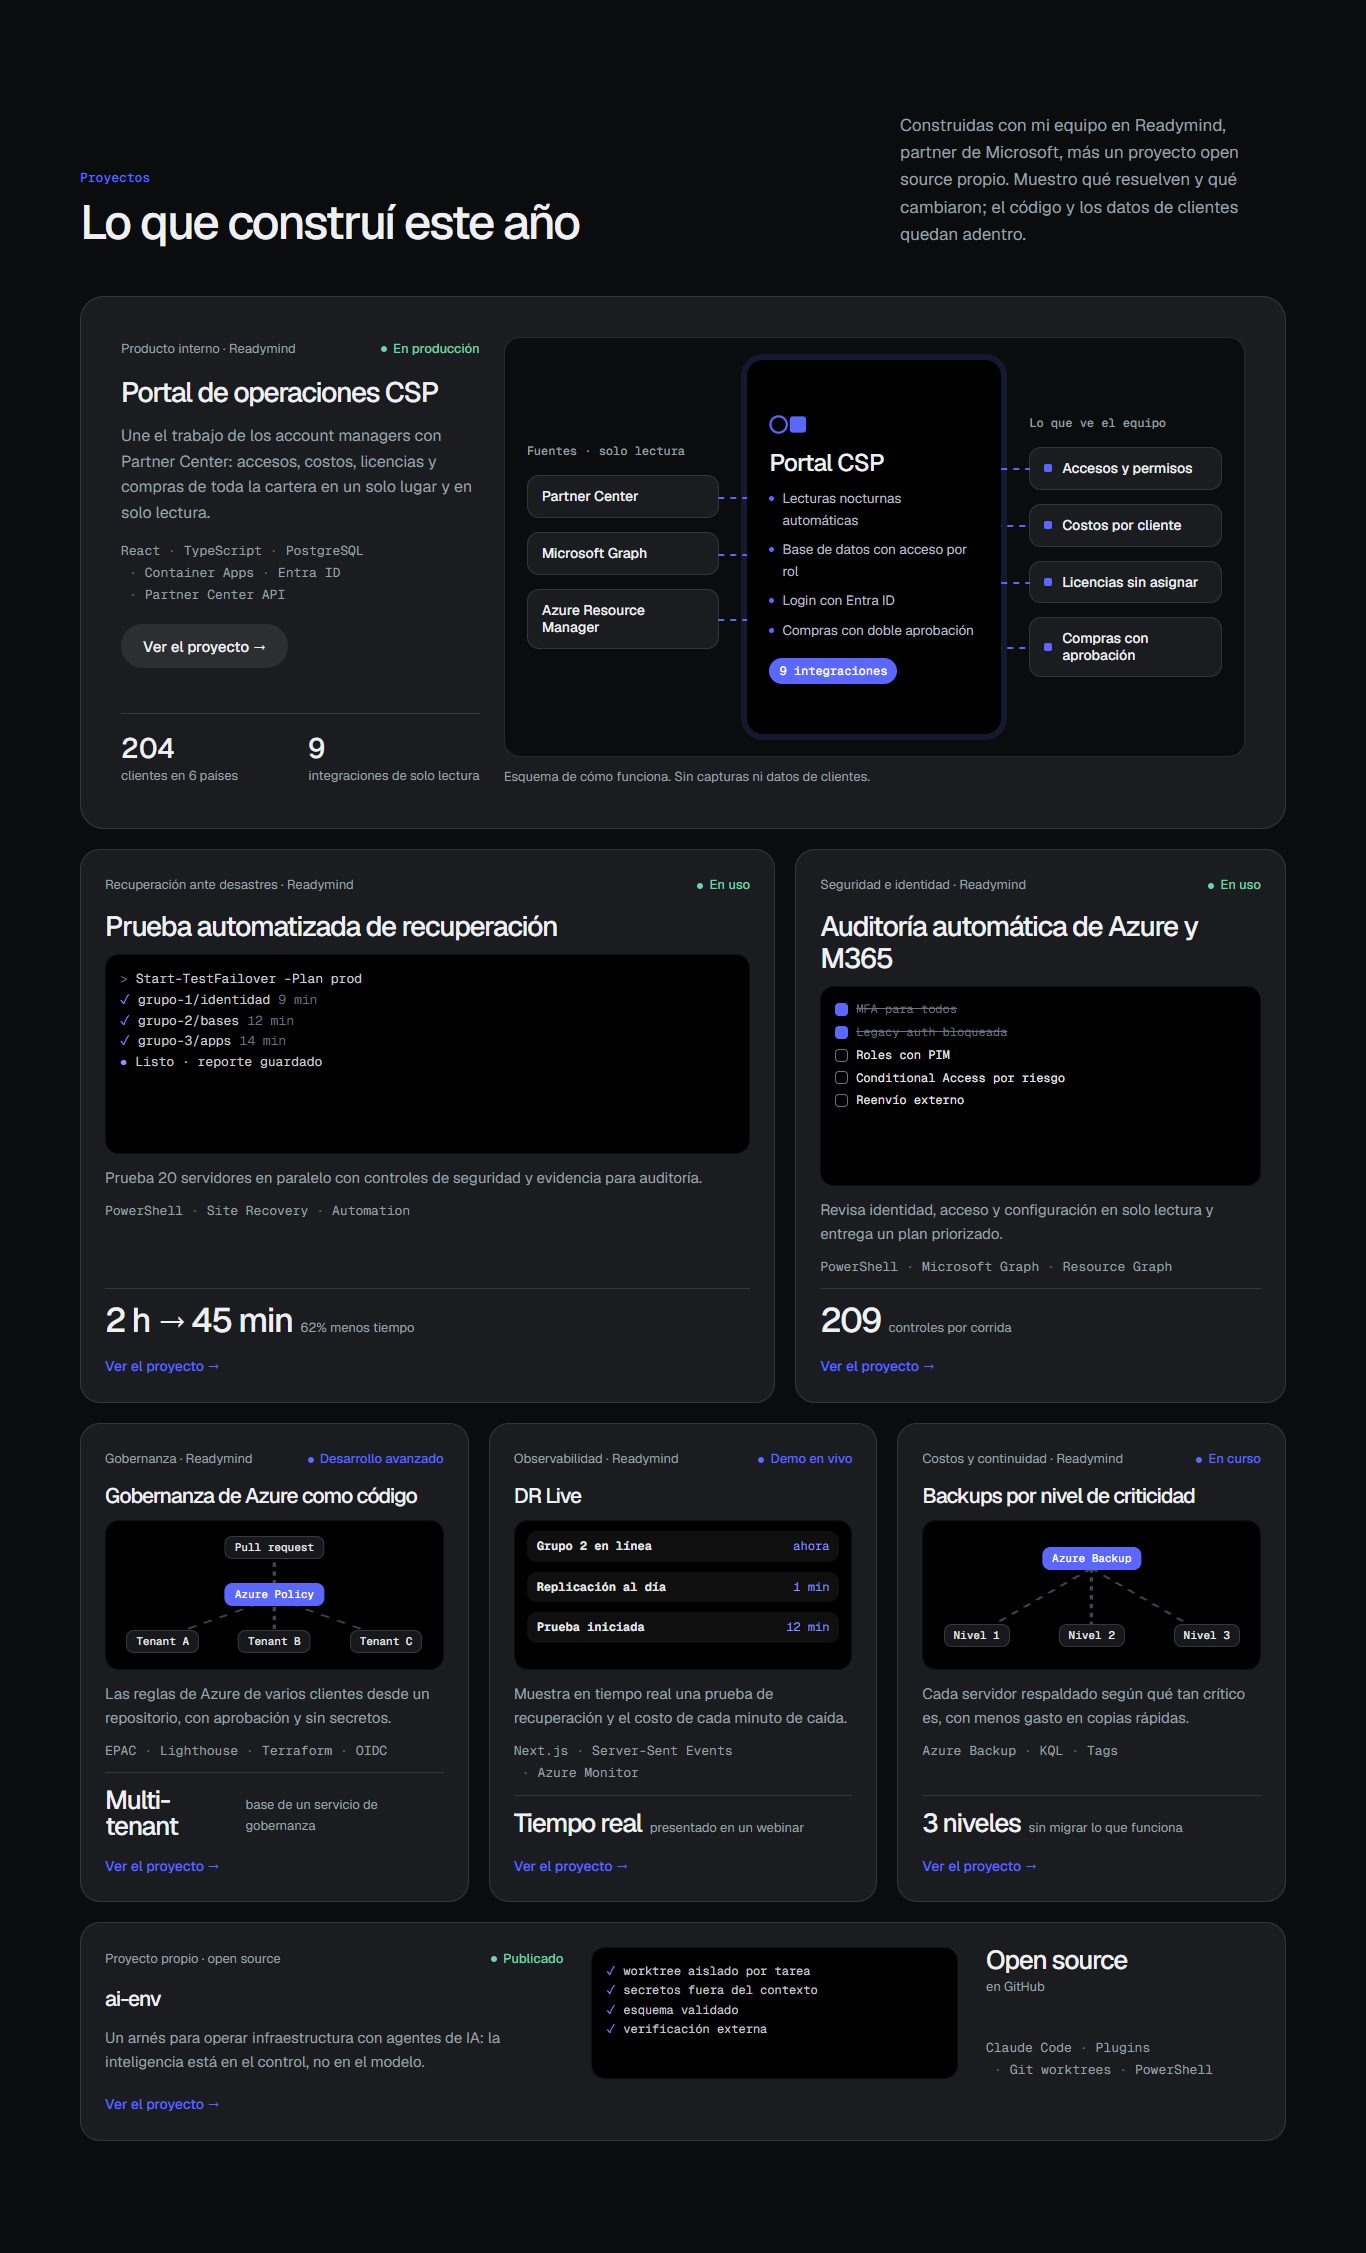 Proyectos
Lo que construí este año
Construidas con mi equipo en Readymind,
partner de Microsoft, más un proyecto open
source propio. Muestro qué resuelven y qué
cambiaron; el código y los datos de clientes
quedan adentro.
Producto interno · Readymind
En producción
Portal de operaciones CSP
Une el trabajo de los account managers con
Partner Center: accesos, costos, licencias y
compras de toda la cartera en un solo lugar y en
solo lectura.
React · TypeScript · PostgreSQL
· Container Apps · Entra ID
· Partner Center API
Ver el proyecto →
204
clientes en 6 países
9
integraciones de solo lectura
Fuentes · solo lectura
Partner Center
Microsoft Graph
Azure Resource
Manager
Portal CSP
Lecturas nocturnas
automáticas
Base de datos con acceso por
rol
Login con Entra ID
Compras con doble aprobación
9 integraciones
Lo que ve el equipo
Accesos y permisos
Costos por cliente
Licencias sin asignar
Compras con
aprobación
Esquema de cómo funciona. Sin capturas ni datos de clientes.
Recuperación ante desastres · Readymind
En uso
Prueba automatizada de recuperación
> Start-TestFailover -Plan prod
✓ grupo-1/identidad 9 min
✓ grupo-2/bases 12 min
✓ grupo-3/apps 14 min
● Listo · reporte guardado
Prueba 20 servidores en paralelo con controles de seguridad y evidencia para auditoría.
PowerShell · Site Recovery · Automation
2 h → 45 min 62% menos tiempo
Ver el proyecto →
Seguridad e identidad · Readymind
En uso
Auditoría automática de Azure y
M365
MFA para todos
Legacy auth bloqueada
Roles con PIM
Conditional Access por riesgo
Reenvío externo
Revisa identidad, acceso y configuración en solo lectura y
entrega un plan priorizado.
PowerShell · Microsoft Graph · Resource Graph
209 controles por corrida
Ver el proyecto →
Gobernanza · Readymind
Desarrollo avanzado
Gobernanza de Azure como código
Pull request
Azure Policy
Tenant A
Tenant B
Tenant C
Las reglas de Azure de varios clientes desde un
repositorio, con aprobación y sin secretos.
EPAC · Lighthouse · Terraform · OIDC
Multi-
tenant
base de un servicio de
gobernanza
Ver el proyecto →
Observabilidad · Readymind
Demo en vivo
DR Live
Grupo 2 en línea ahora
Replicación al día 1 min
Prueba iniciada 12 min
Muestra en tiempo real una prueba de
recuperación y el costo de cada minuto de caída.
Next.js · Server-Sent Events
· Azure Monitor
Tiempo real presentado en un webinar
Ver el proyecto →
Costos y continuidad · Readymind
En curso
Backups por nivel de criticidad
Azure Backup
Nivel 1
Nivel 2
Nivel 3
Cada servidor respaldado según qué tan crítico
es, con menos gasto en copias rápidas.
Azure Backup · KQL · Tags
3 niveles sin migrar lo que funciona
Ver el proyecto →
Proyecto propio · open source
Publicado
ai-env
Un arnés para operar infraestructura con agentes de IA: la
inteligencia está en el control, no en el modelo.
Ver el proyecto →
✓ worktree aislado por tarea
✓ secretos fuera del contexto
✓ esquema validado
✓ verificación externa
Open source
en GitHub
Claude Code · Plugins
· Git worktrees · PowerShell